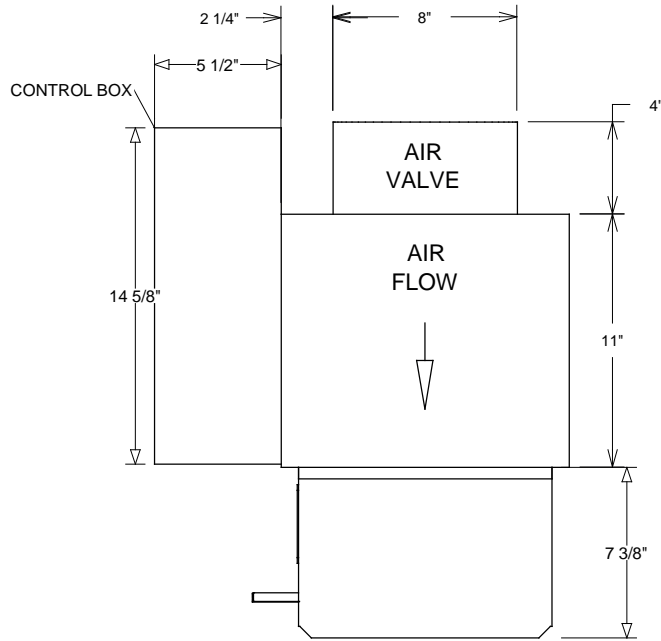 2 1/4"
8"
5 1/2"
4'
CONTROL BOX
AIR
VALVE
AIR
FLOW
14 5/8"
11"
7 3/8"